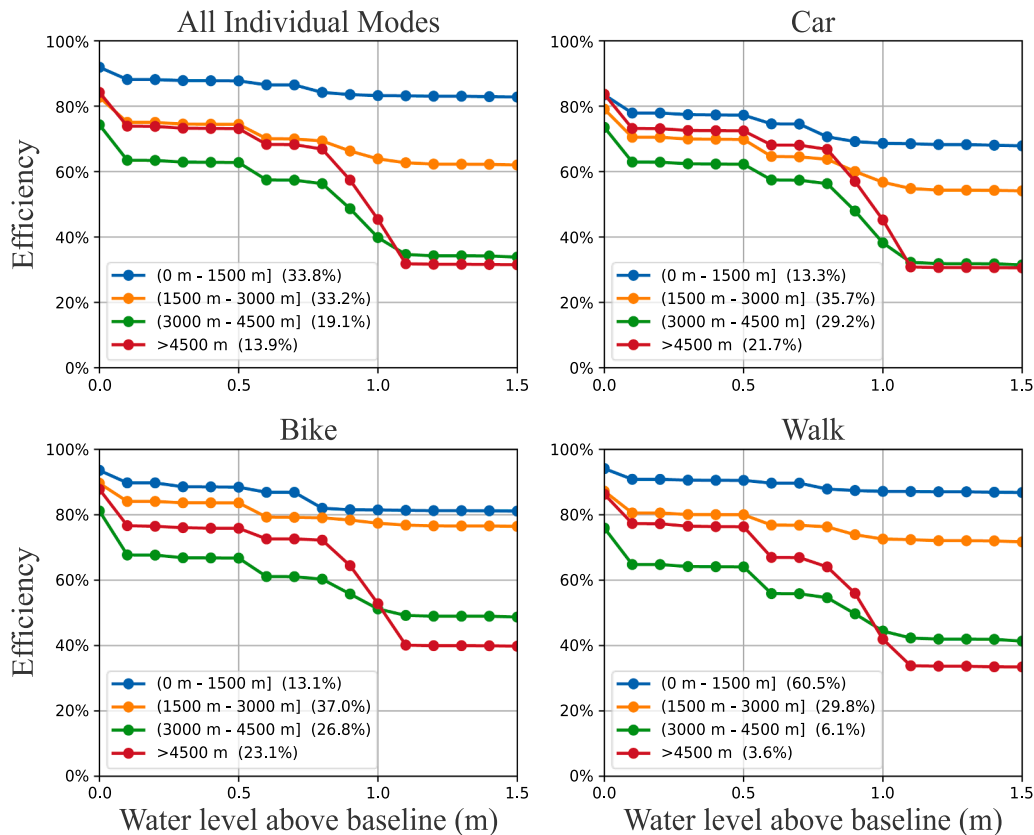 All Individual Modes
Efficiency
100%
80%
60%
40%
20%
0%
(0 m - 1500 m] (33.8%)
(1500 m - 3000 m] (33.2%)
(3000 m - 4500 m] (19.1%)
>4500 m (13.9%)
0.0 0.5 1.0 1.5
Car
100%
80%
60%
40%
20%
0%
(0 m - 1500 m] (13.3%)
(1500 m - 3000 m] (35.7%)
(3000 m - 4500 m] (29.2%)
>4500 m (21.7%)
0.0 0.5 1.0 1.5
Bike
Efficiency
100%
80%
60%
40%
20%
0%
(0 m - 1500 m] (13.1%)
(1500 m - 3000 m] (37.0%)
(3000 m - 4500 m] (26.8%)
>4500 m (23.1%)
0.0 0.5 1.0 1.5
Water level above baseline (m)
Walk
100%
80%
60%
40%
20%
0%
(0 m - 1500 m] (60.5%)
(1500 m - 3000 m] (29.8%)
(3000 m - 4500 m] (6.1%)
>4500 m (3.6%)
0.0 0.5 1.0 1.5
Water level above baseline (m)